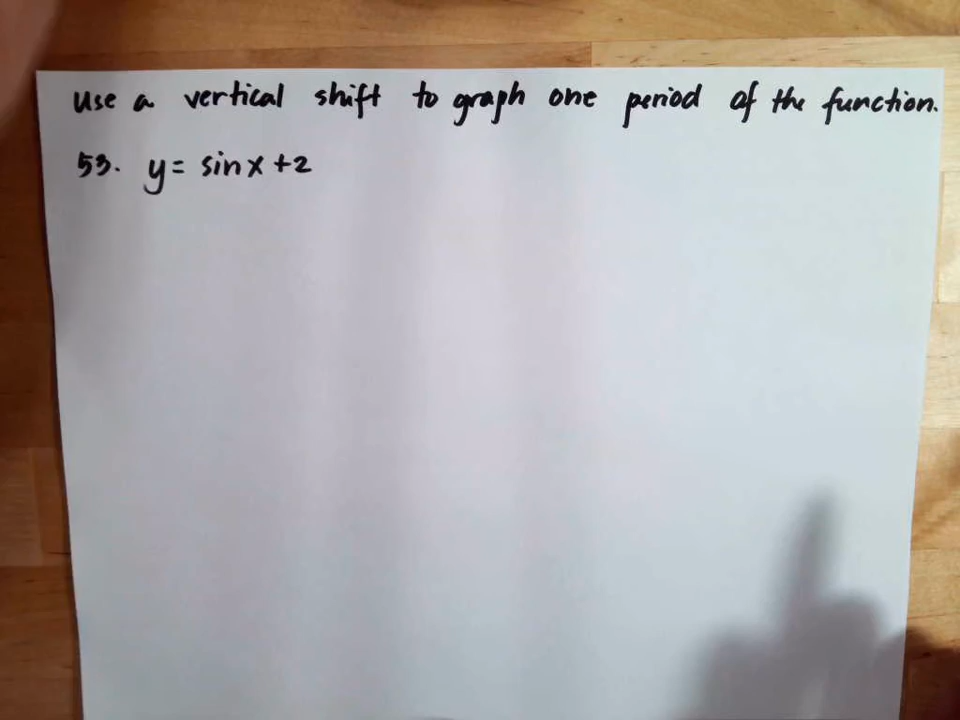 Use a vertical shift to graph one period of the function.
53. y = sin x + 2